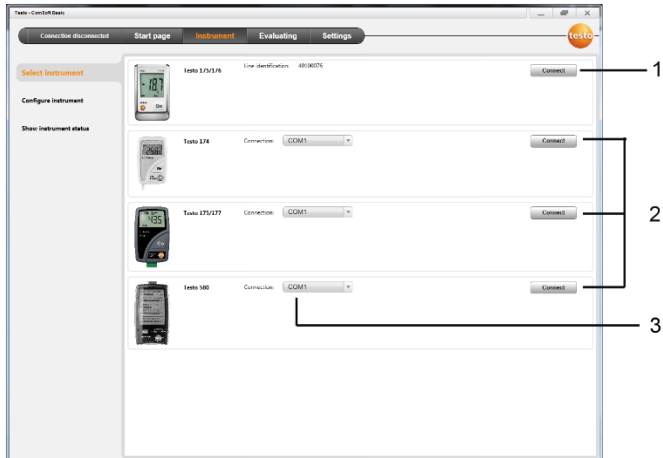 Testo - ComSoft Basic
Connection disconnected Start page Instrument Evaluating Settings testo
Select instrument
Configure instrument
Show instrument status
Testo 175/176 Line identification: 40100076 Connect 1
Testo 174 Connection: COM1 Connect
Testo 175/177 Connection: COM1 Connect 2
435
Testo 580 Connection: COM1 Connect
3